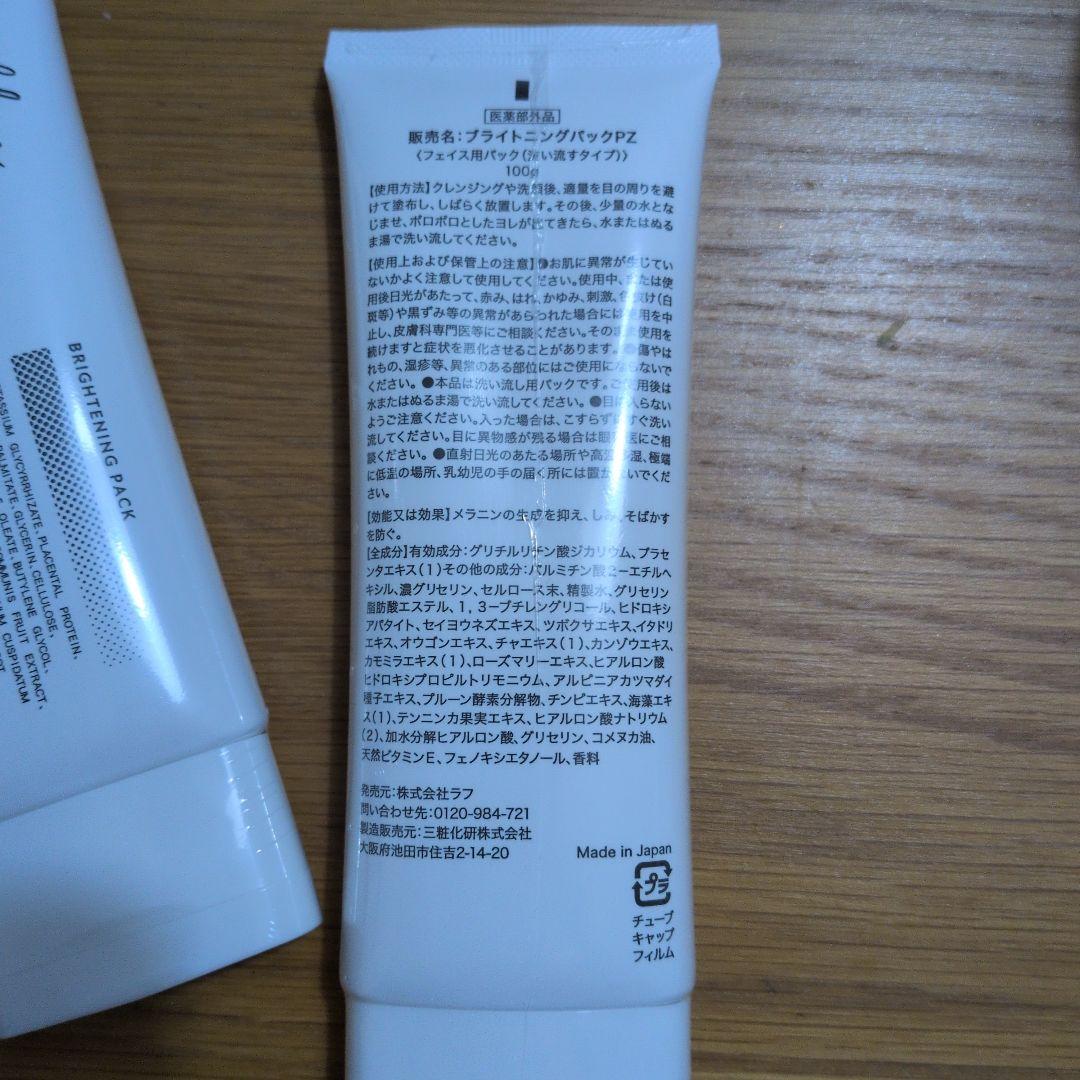 BRIGHTENING PACK
GLYCYRRHIZATE, PLACENTAL PROTEIN,
PALMITATE, GLYCERIN, CELLULOSE,
OLEATE, BUTYLENE GLYCOL,
FRUIT EXTRACT,
CUSPIDATUM
医薬部外品
販売名:ブライトニングパックPZ
〈フェイス用パック(洗い流すタイプ)〉
100g
【使用方法】クレンジングや洗顔後、適量を目の周りを避
けて塗布し、しばらく放置します。その後、少量の水とな
じませ、ポロポロとしたヨレが出てきたら、水またはぬる
ま湯で洗い流してください。
【使用上および保管上の注意】●お肌に異常が生じてい
ないかよく注意して使用してください。使用中、または使
用後日光があたって、赤み、はれ、かゆみ、刺激、色抜け(白
斑等)や黒ずみ等の異常があらわれた場合には使用を中
止し、皮膚科専門医等にご相談ください。そのまま使用を
続けますと症状を悪化させることがあります。●傷やは
れもの、湿疹等、異常のある部位にはご使用にならないで
ください。●本品は洗い流し用パックです。ご使用後は
水またはぬるま湯で洗い流してください。●目に入らない
ようご注意ください。入った場合は、こすらずにすぐ洗い
流してください。目に異物感が残る場合は眼科医にご相
談ください。●直射日光のあたる場所や高温多湿、極端
に低温の場所、乳幼児の手の届く所には置かないでくだ
さい。
【効能又は効果】メラニンの生成を抑え、しみ、そばかす
を防ぐ。
【全成分】有効成分:グリチルリチン酸ジカリウム、プラセ
ンタエキス(1)その他の成分:パルミチン酸2-エチルヘ
キシル、濃グリセリン、セルロース末、精製水、グリセリン
脂肪酸エステル、1,3-ブチレングリコール、ヒドロキシ
アパタイト、セイヨウネズエキス、ツボクサエキス、イタドリ
エキス、オウゴンエキス、チャエキス(1)、カンゾウエキス、
カモミラエキス(1)、ローズマリーエキス、ヒアルロン酸
ヒドロキシプロピルトリモニウム、アルピニアカツマダイ
種子エキス、プルーン酵素分解物、チンピエキス、海藻エキ
ス(1)、テンニンカ果実エキス、ヒアルロン酸ナトリウム
(2)、加水分解ヒアルロン酸、グリセリン、コメヌカ油、
天然ビタミンE、フェノキシエタノール、香料
発売元:株式会社ラフ
問い合わせ先:0120-984-721
製造販売元:三粧化研株式会社
大阪府池田市住吉2-14-20
Made in Japan
プラ
チューブ
キャップ
フィルム